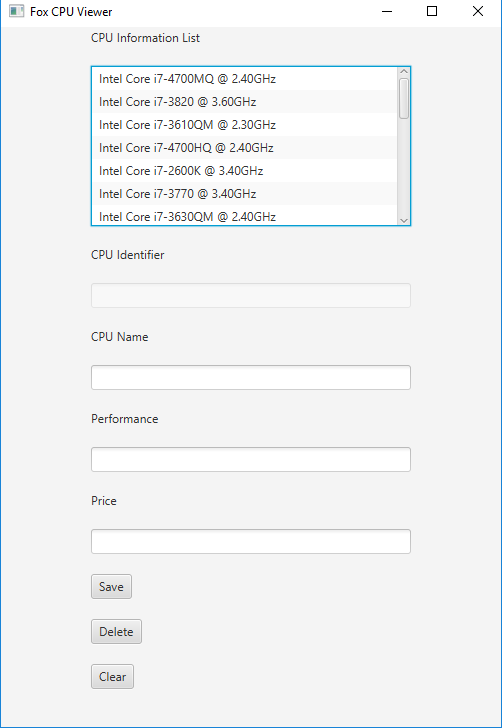 Fox CPU Viewer
CPU Information List
Intel Core i7-4700MQ @ 2.40GHz
Intel Core i7-3820 @ 3.60GHz
Intel Core i7-3610QM @ 2.30GHz
Intel Core i7-4700HQ @ 2.40GHz
Intel Core i7-2600K @ 3.40GHz
Intel Core i7-3770 @ 3.40GHz
Intel Core i7-3630QM @ 2.40GHz
CPU Identifier
CPU Name
Performance
Price
Save
Delete
Clear